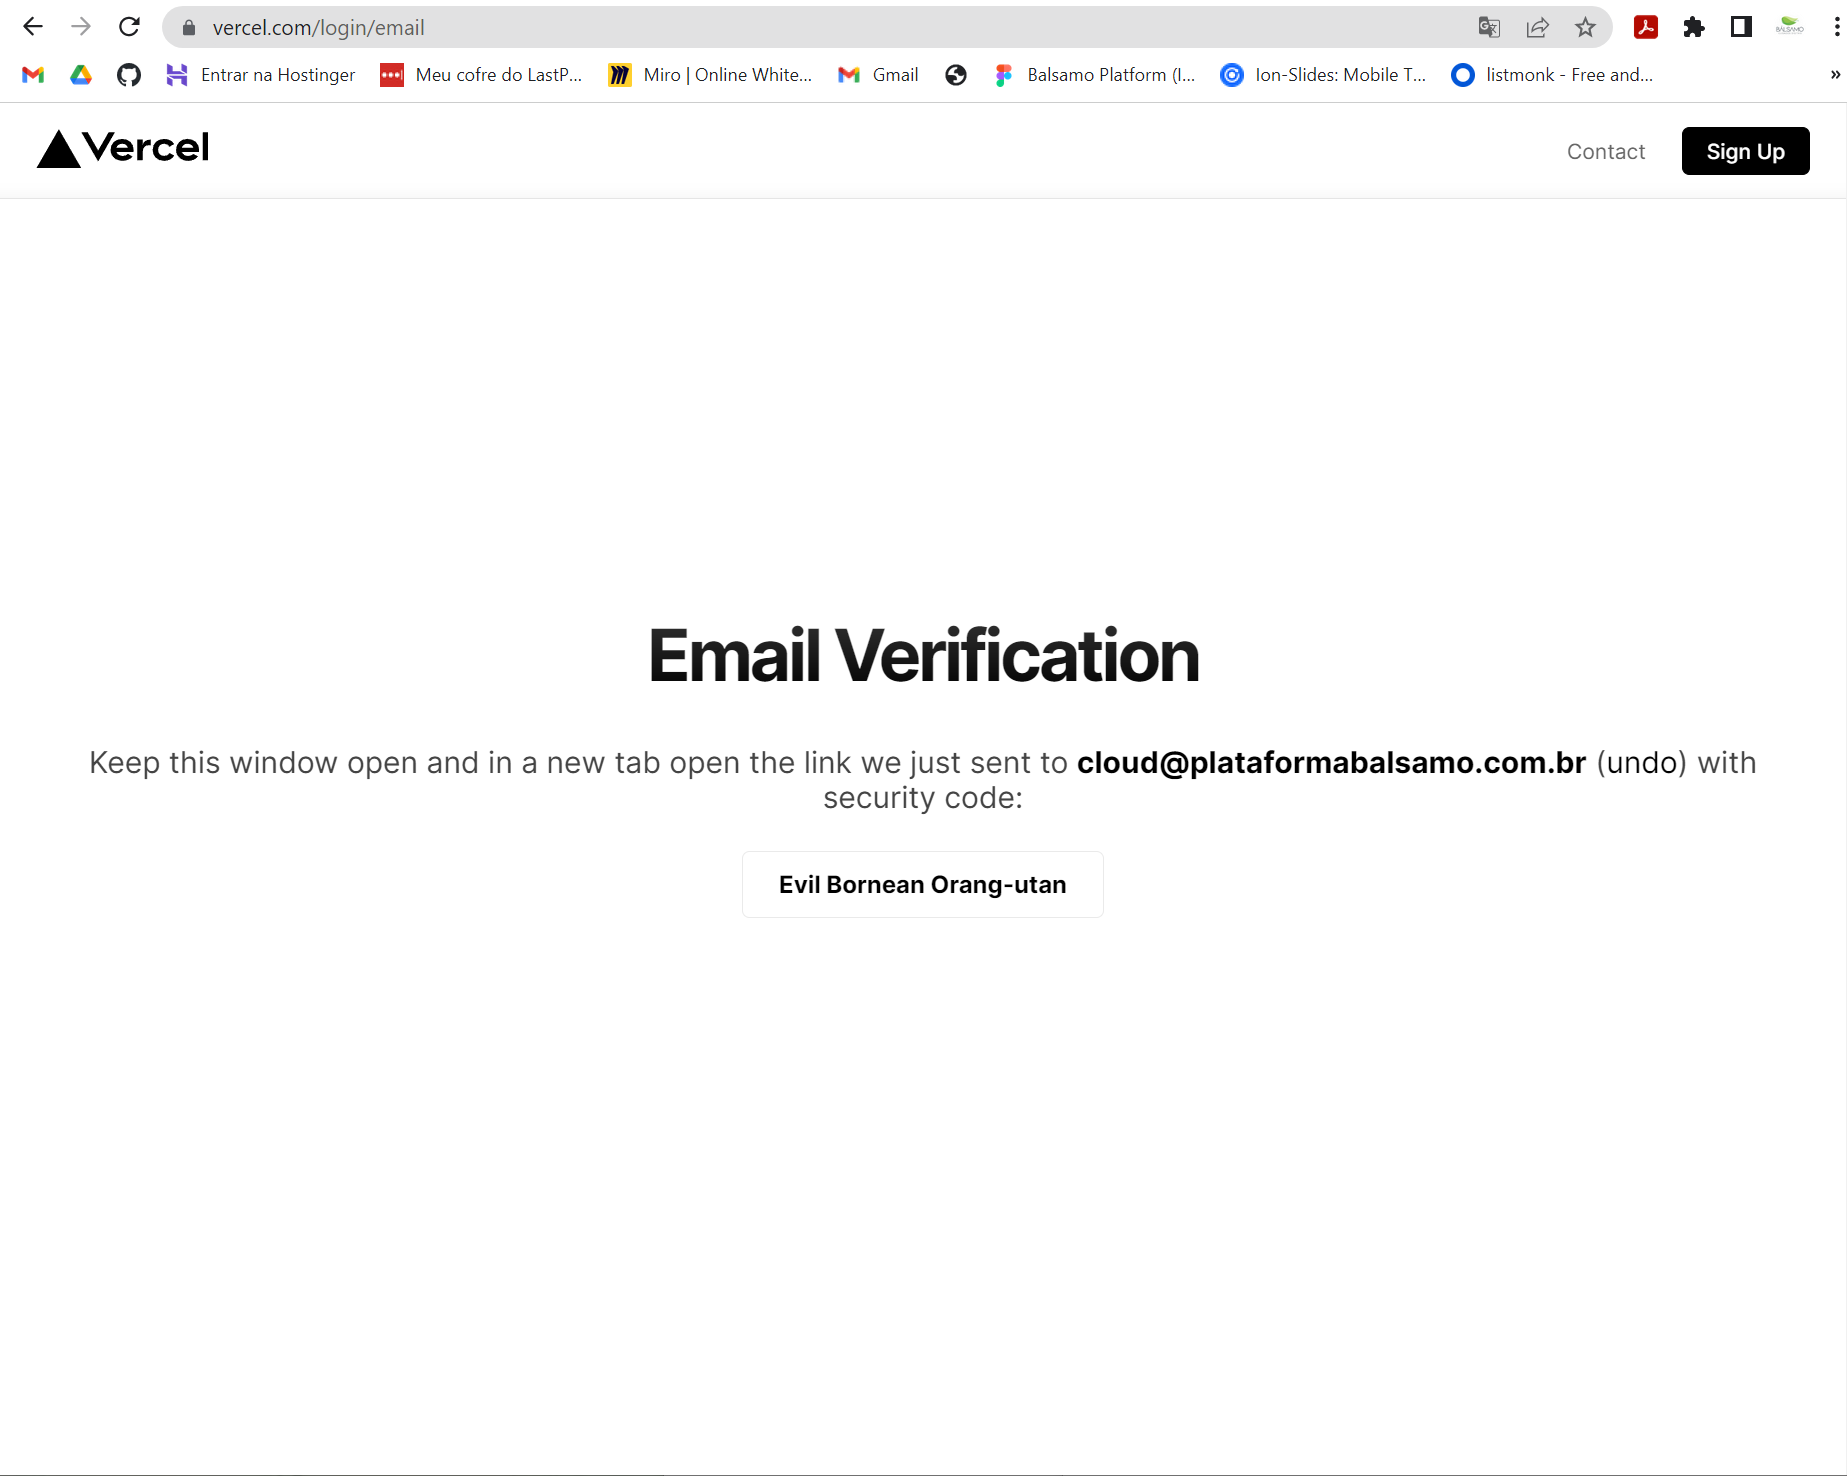 vercel.com/login/email
Entrar na Hostinger
Meu cofre do LastP...
Miro | Online White...
Gmail
Balsamo Platform (I...
Ion-Slides: Mobile T...
listmonk - Free and...
»
Vercel
Contact
Sign Up
Email Verification
Keep this window open and in a new tab open the link we just sent to cloud@plataformabalsamo.com.br (undo) with
security code:
Evil Bornean Orang-utan